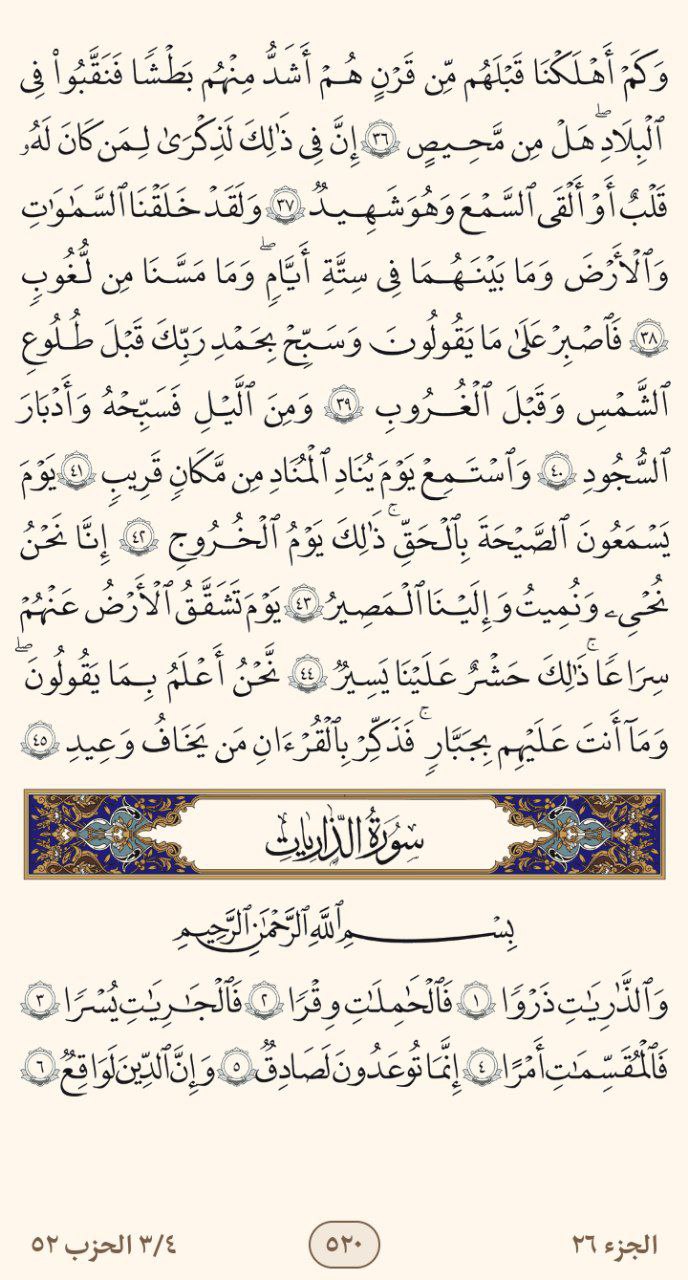 وَكَمۡ أَهۡلَكۡنَا قَبۡلَهُم مِّن قَرۡنٍ هُمۡ أَشَدُّ مِنۡهُم بَطۡشٗا فَنَقَّبُواْ فِي
ٱلۡبِلَٰدِۖ هَلۡ مِن مَّحِيصٍ ٣٦ إِنَّ فِي ذَٰلِكَ لَذِكۡرَىٰ لِمَن كَانَ لَهُۥ
قَلۡبٌ أَوۡ أَلۡقَى ٱلسَّمۡعَ وَهُوَ شَهِيدٞ ٣٧ وَلَقَدۡ خَلَقۡنَا ٱلسَّمَٰوَٰتِ
وَٱلۡأَرۡضَ وَمَا بَيۡنَهُمَا فِي سِتَّةِ أَيَّامٖۖ وَمَا مَسَّنَا مِن لُّغُوبٖ
٣٨ فَٱصۡبِرۡ عَلَىٰ مَا يَقُولُونَ وَسَبِّحۡ بِحَمۡدِ رَبِّكَ قَبۡلَ طُلُوعِ
ٱلشَّمۡسِ وَقَبۡلَ ٱلۡغُرُوبِ ٣٩ وَمِنَ ٱلَّيۡلِ فَسَبِّحۡهُ وَأَدۡبَٰرَ
ٱلسُّجُودِ ٤٠ وَٱسۡتَمِعۡ يَوۡمَ يُنَادِ ٱلۡمُنَادِ مِن مَّكَانٖ قَرِيبٖ ٤١ يَوۡمَ
يَسۡمَعُونَ ٱلصَّيۡحَةَ بِٱلۡحَقِّۚ ذَٰلِكَ يَوۡمُ ٱلۡخُرُوجِ ٤٢ إِنَّا نَحۡنُ
نُحۡيِۦ وَنُمِيتُ وَإِلَيۡنَا ٱلۡمَصِيرُ ٤٣ يَوۡمَ تَشَقَّقُ ٱلۡأَرۡضُ عَنۡهُمۡ
سِرَاعٗاۚ ذَٰلِكَ حَشۡرٌ عَلَيۡنَا يَسِيرٞ ٤٤ نَّحۡنُ أَعۡلَمُ بِمَا يَقُولُونَۖ
وَمَآ أَنتَ عَلَيۡهِم بِجَبَّارٖۚ فَذَكِّرۡ بِٱلۡقُرۡءَانِ مَن يَخَافُ وَعِيدِ ٤٥
سُورَةُ الذَّارِيَاتِ
بِسۡمِ ٱللَّهِ ٱلرَّحۡمَٰنِ ٱلرَّحِيمِ
وَٱلذَّٰرِيَٰتِ ذَرۡوٗا ١ فَٱلۡحَٰمِلَٰتِ وِقۡرٗا ٢ فَٱلۡجَٰرِيَٰتِ يُسۡرٗا ٣
فَٱلۡمُقَسِّمَٰتِ أَمۡرًا ٤ إِنَّمَا تُوعَدُونَ لَصَادِقٞ ٥ وَإِنَّ ٱلدِّينَ لَوَٰقِعٞ ٦
الجزء ٢٦ ٥٢٠ ٣/٤ الحزب ٥٢